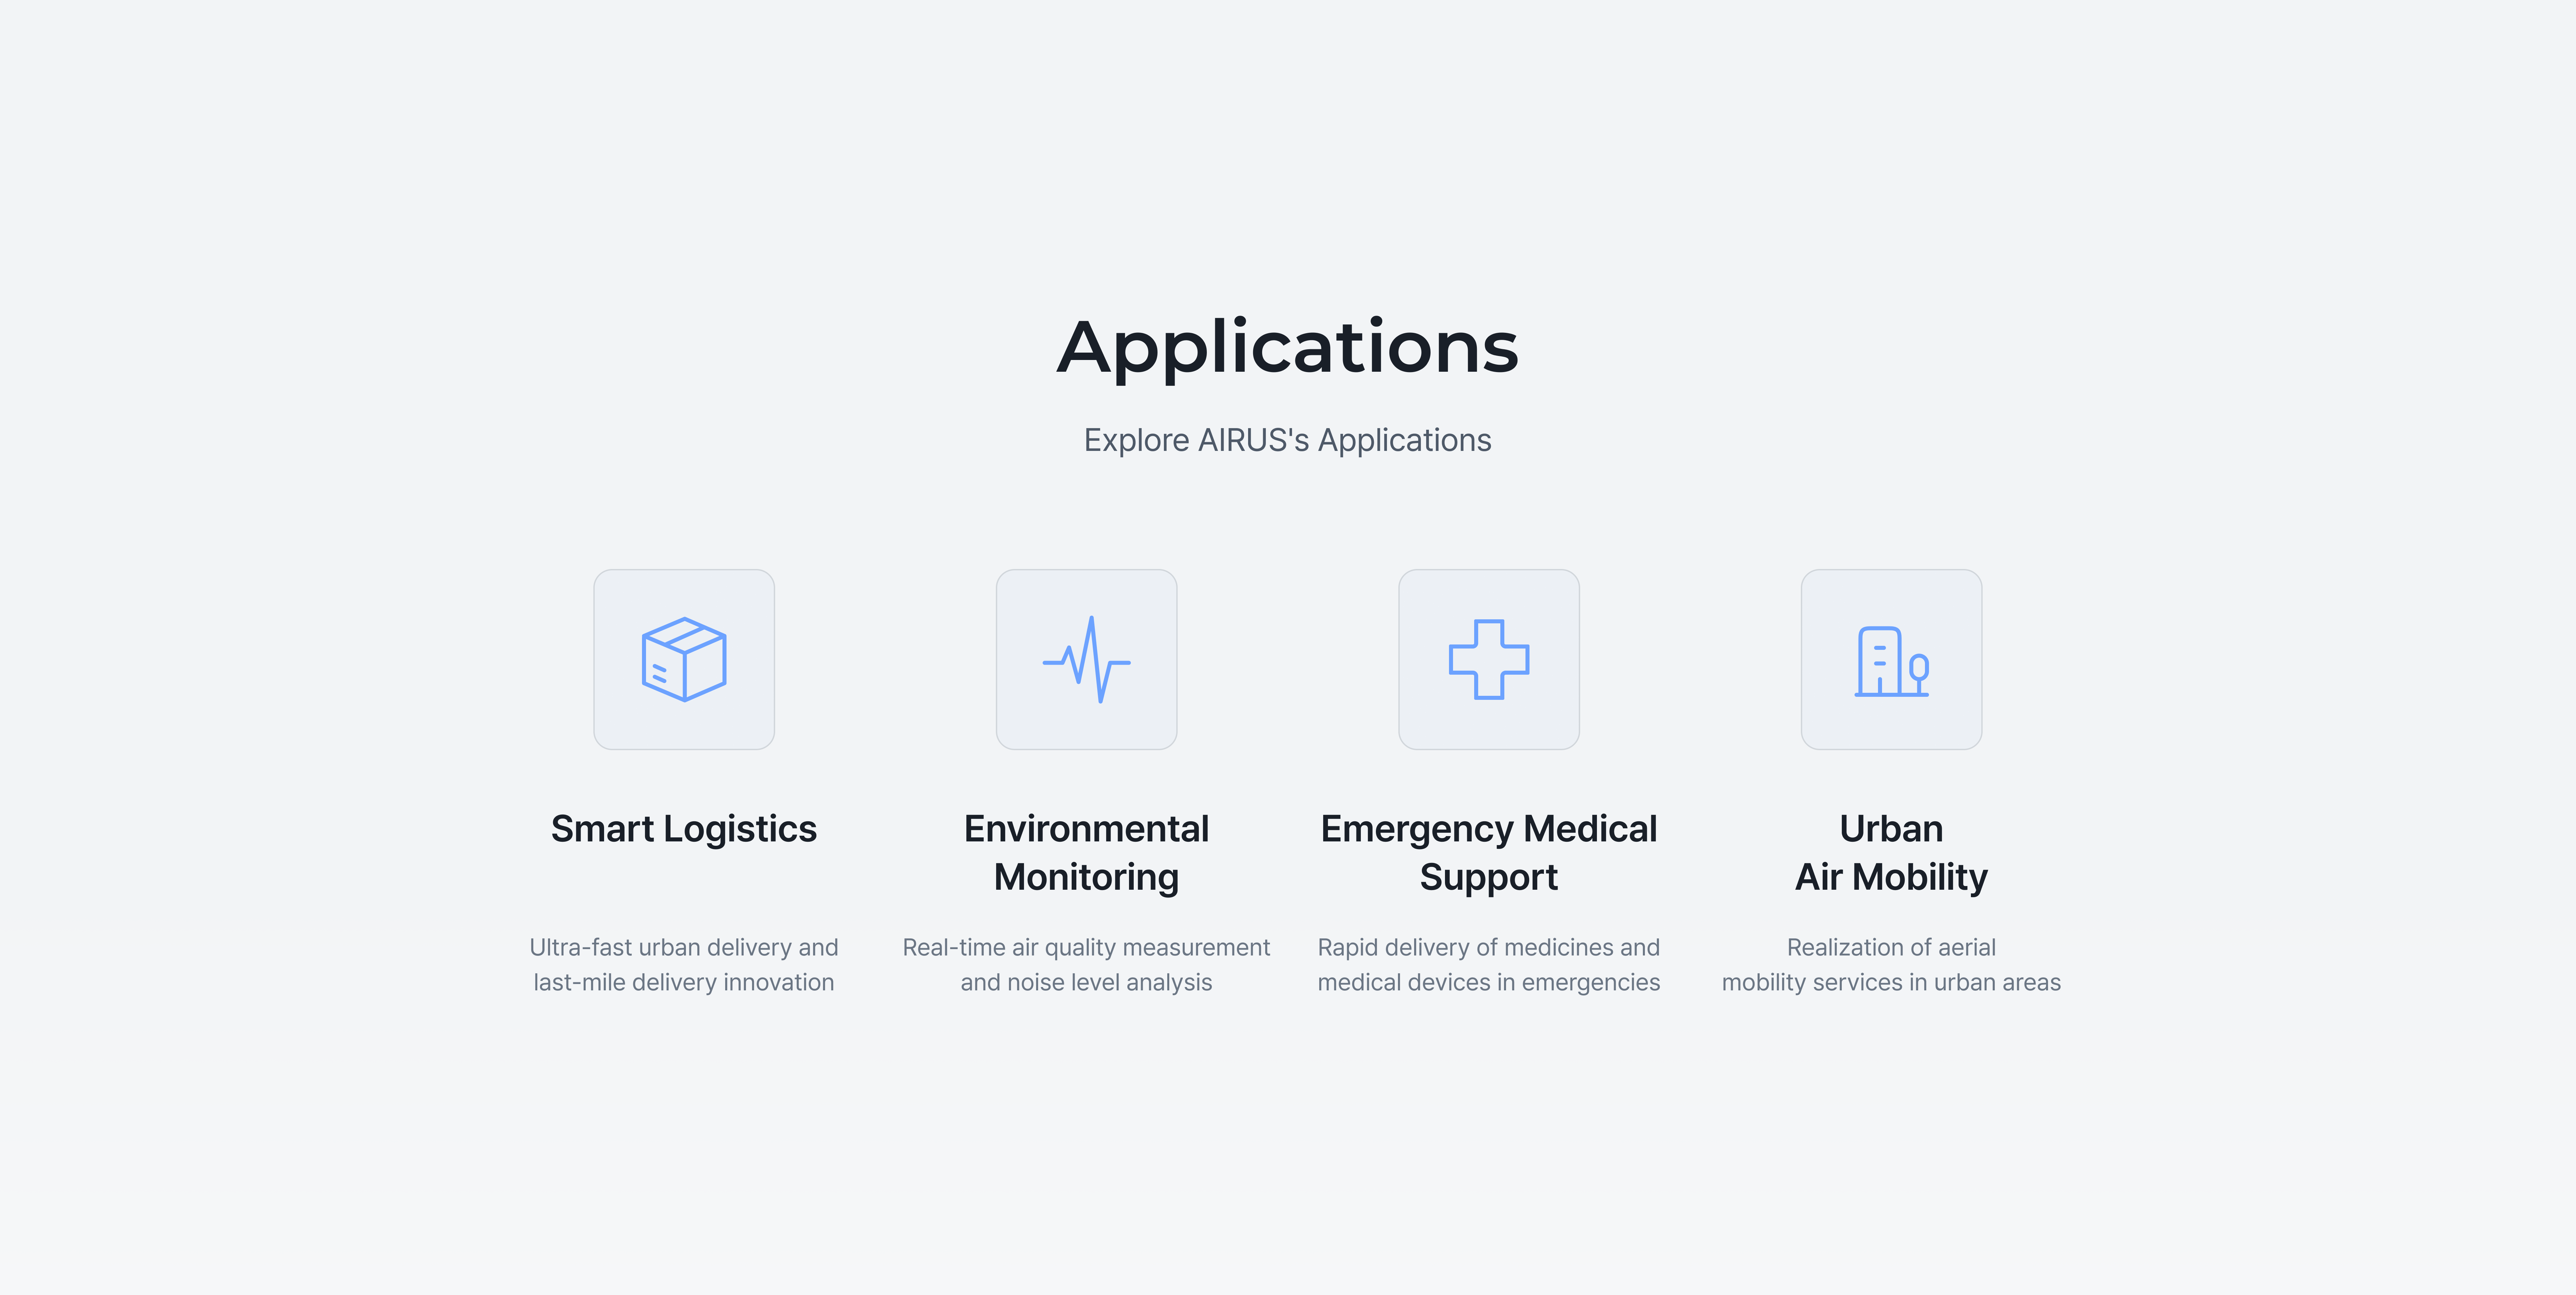 Applications
Explore AIRUS's Applications
Smart Logistics
Ultra-fast urban delivery and
last-mile delivery innovation
Environmental
Monitoring
Real-time air quality measurement
and noise level analysis
Emergency Medical
Support
Rapid delivery of medicines and
medical devices in emergencies
Urban
Air Mobility
Realization of aerial
mobility services in urban areas